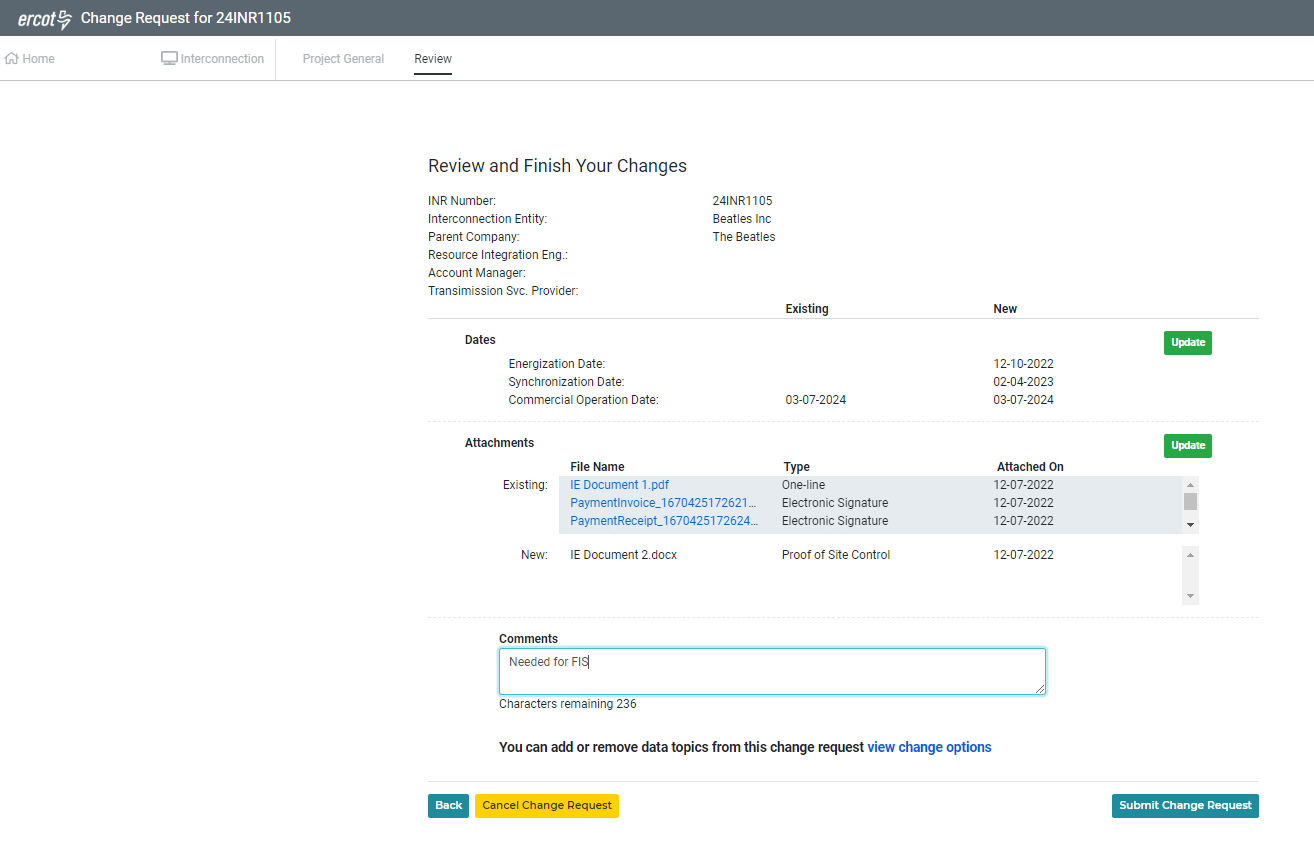 ercot Change Request for 24INR1105
Home Interconnection Project General Review
Review and Finish Your Changes
INR Number: 24INR1105
Interconnection Entity: Beatles Inc
Parent Company: The Beatles
Resource Integration Eng.:
Account Manager:
Transimission Svc. Provider:
Existing New
Dates Update
Energization Date: 12-10-2022
Synchronization Date: 02-04-2023
Commercial Operation Date: 03-07-2024 03-07-2024
Attachments Update
File Name Type Attached On
Existing: IE Document 1.pdf One-line 12-07-2022
PaymentInvoice_1670425172621... Electronic Signature 12-07-2022
PaymentReceipt_1670425172624... Electronic Signature 12-07-2022
New: IE Document 2.docx Proof of Site Control 12-07-2022
Comments
Needed for FIS
Characters remaining 236
You can add or remove data topics from this change request view change options
Back Cancel Change Request Submit Change Request